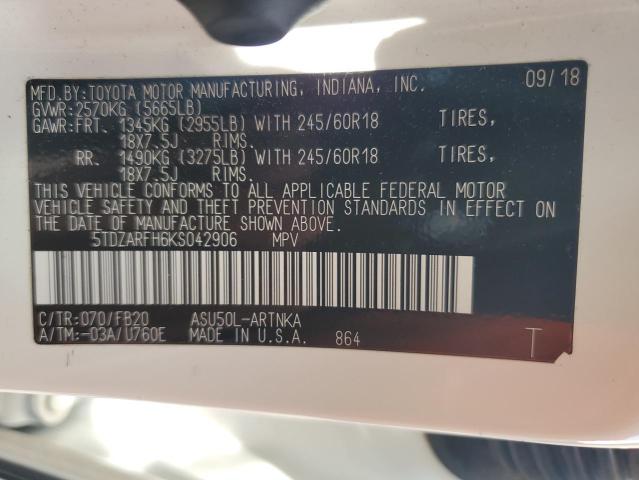 MFD.BY:TOYOTA MOTOR MANUFACTURING, INDIANA, INC. 09/18
GVWR:2570KG (5665LB)
GAWR:FRT. 1345KG (2955LB) WITH 245/60R18 TIRES,
18X7.5J RIMS.
RR. 1490KG (3275LB) WITH 245/60R18 TIRES,
18X7.5J RIMS.
THIS VEHICLE CONFORMS TO ALL APPLICABLE FEDERAL MOTOR
VEHICLE SAFETY AND THEFT PREVENTION STANDARDS IN EFFECT ON
THE DATE OF MANUFACTURE SHOWN ABOVE.
5TDZARFH6KS042906 MPV
C/TR:070/FB20 ASU50L-ARTNKA
A/TM:-03A/U760E MADE IN U.S.A. 864 T